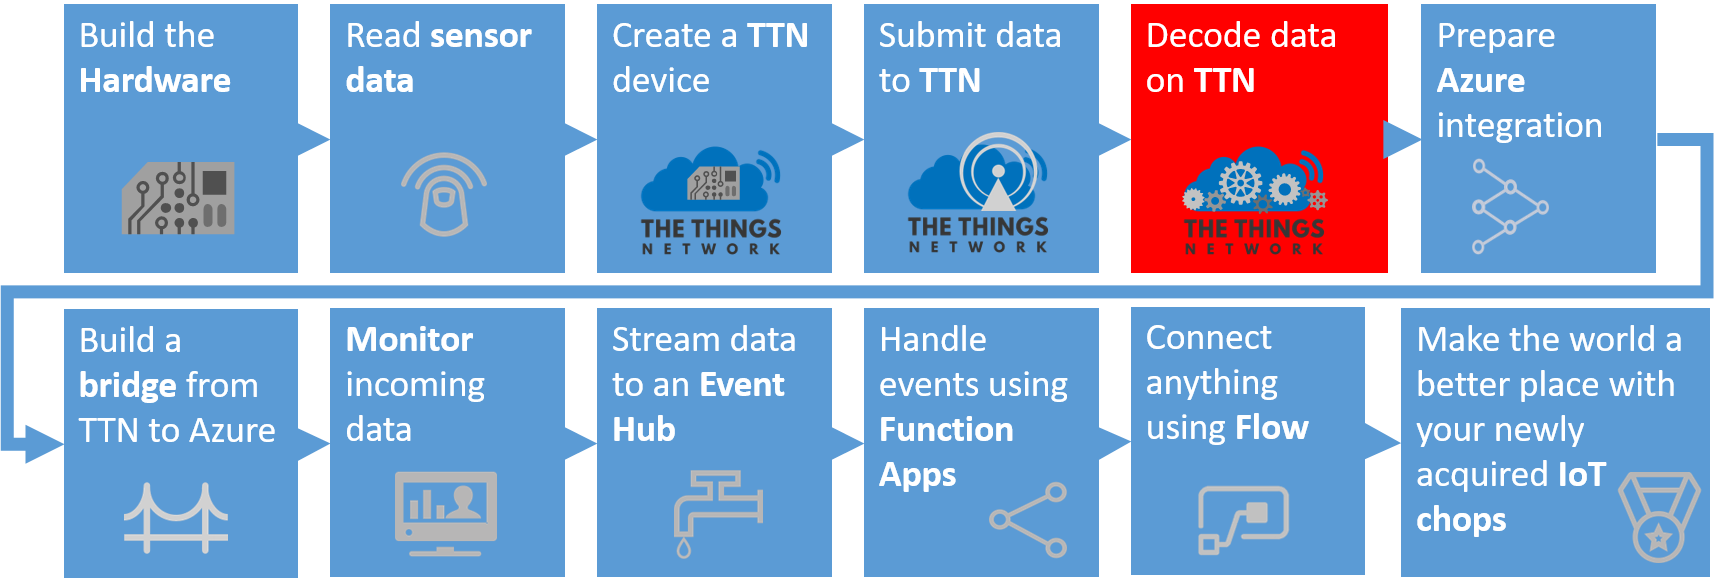 Build the
Hardware
Read sensor
data
Create a TTN
device
THE THINGS
NETWORK
Submit data
to TTN
THE THINGS
NETWORK
Decode data
on TTN
THE THINGS
NETWORK
Prepare
Azure
integration
Build a
bridge from
TTN to Azure
Monitor
incoming
data
Stream data
to an Event
Hub
Handle
events using
Function
Apps
Connect
anything
using Flow
Make the world a
better place with
your newly
acquired IoT
chops